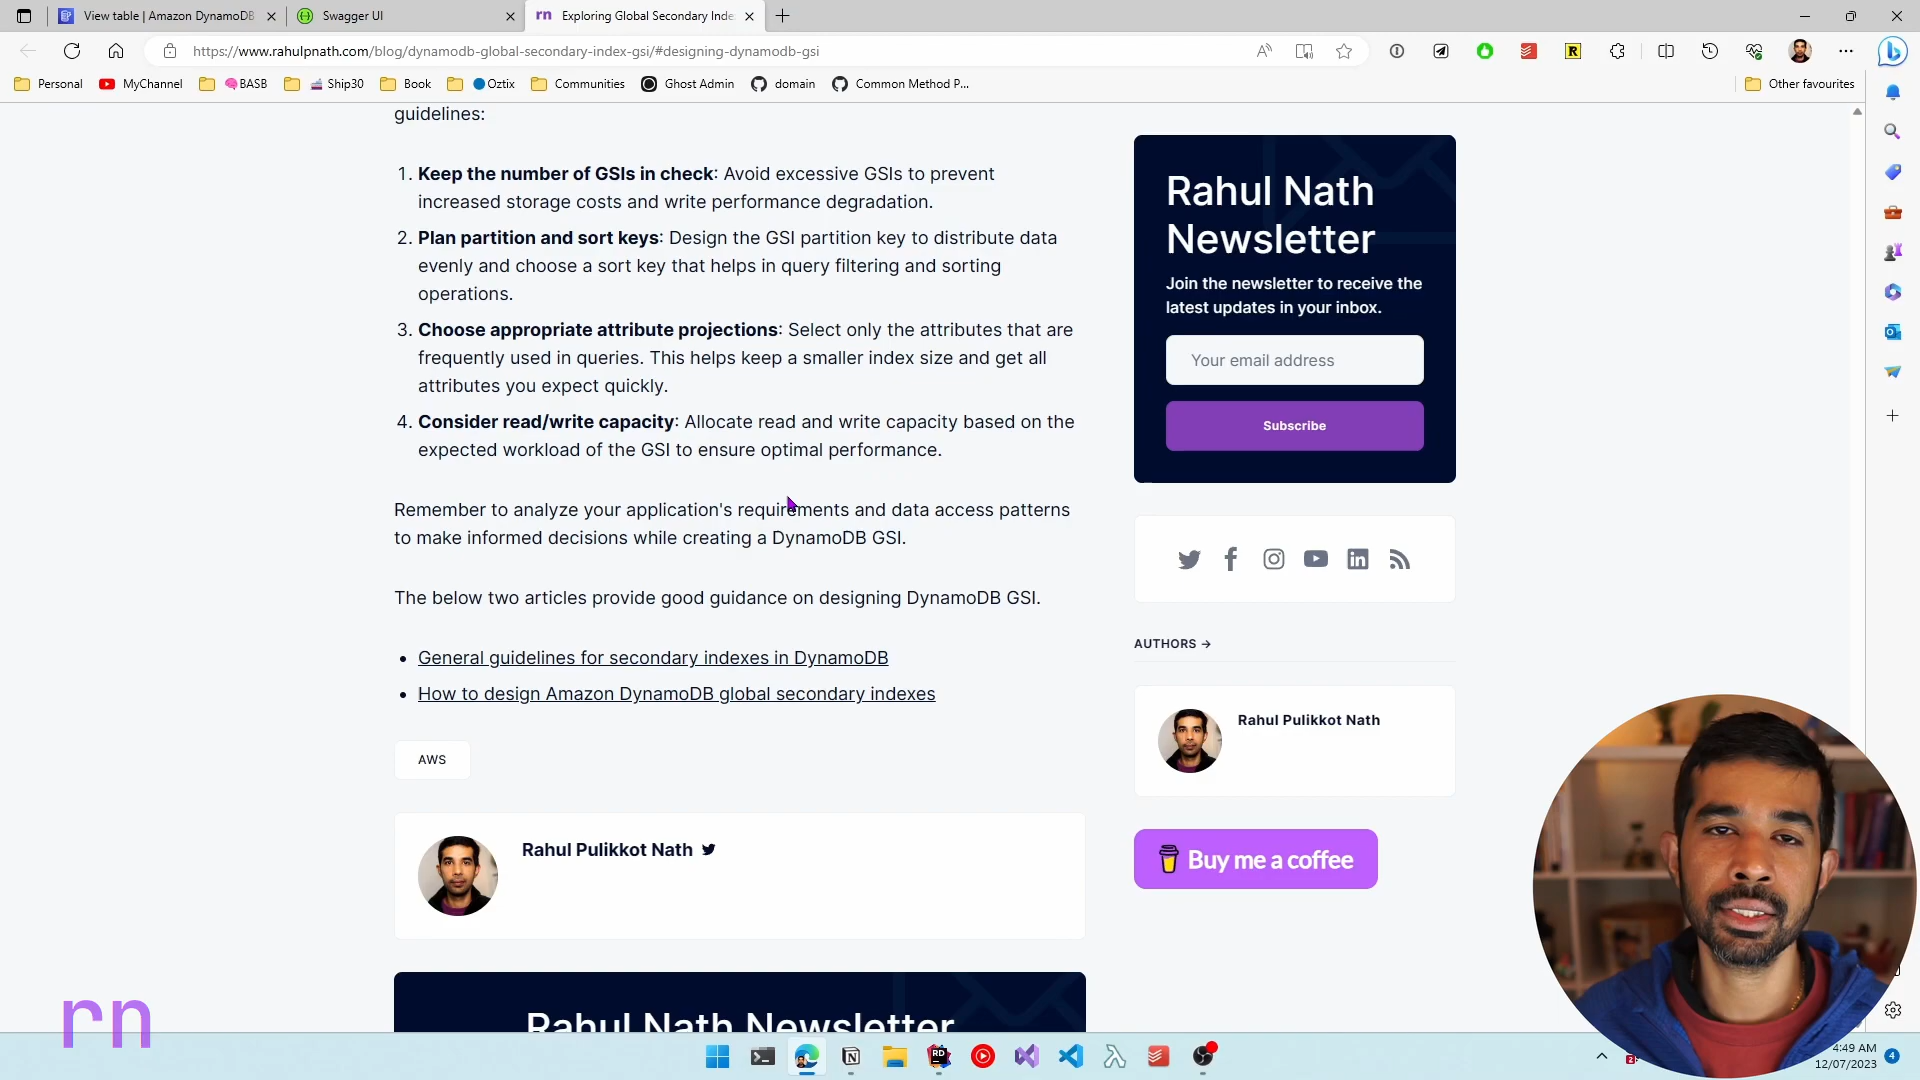 View table | Amazon DynamoDB
Swagger UI
rn Exploring Global Secondary Inde
https://www.rahulpnath.com/blog/dynamodb-global-secondary-index-gsi/#designing-dynamodb-gsi
Personal
MyChannel
BASB
Ship30
Book
Oztix
Communities
Ghost Admin
domain
Common Method P...
Other favourites
guidelines:
1. Keep the number of GSIs in check: Avoid excessive GSIs to prevent
increased storage costs and write performance degradation.
2. Plan partition and sort keys: Design the GSI partition key to distribute data
evenly and choose a sort key that helps in query filtering and sorting
operations.
3. Choose appropriate attribute projections: Select only the attributes that are
frequently used in queries. This helps keep a smaller index size and get all
attributes you expect quickly.
4. Consider read/write capacity: Allocate read and write capacity based on the
expected workload of the GSI to ensure optimal performance.
Remember to analyze your application's requirements and data access patterns
to make informed decisions while creating a DynamoDB GSI.
The below two articles provide good guidance on designing DynamoDB GSI.
• General guidelines for secondary indexes in DynamoDB
• How to design Amazon DynamoDB global secondary indexes
AWS
Rahul Pulikkot Nath
Rahul Nath Newsletter
Rahul Nath
Newsletter
Join the newsletter to receive the
latest updates in your inbox.
Your email address
Subscribe
AUTHORS →
Rahul Pulikkot Nath
Buy me a coffee
rn
4:49 AM
12/07/2023
4